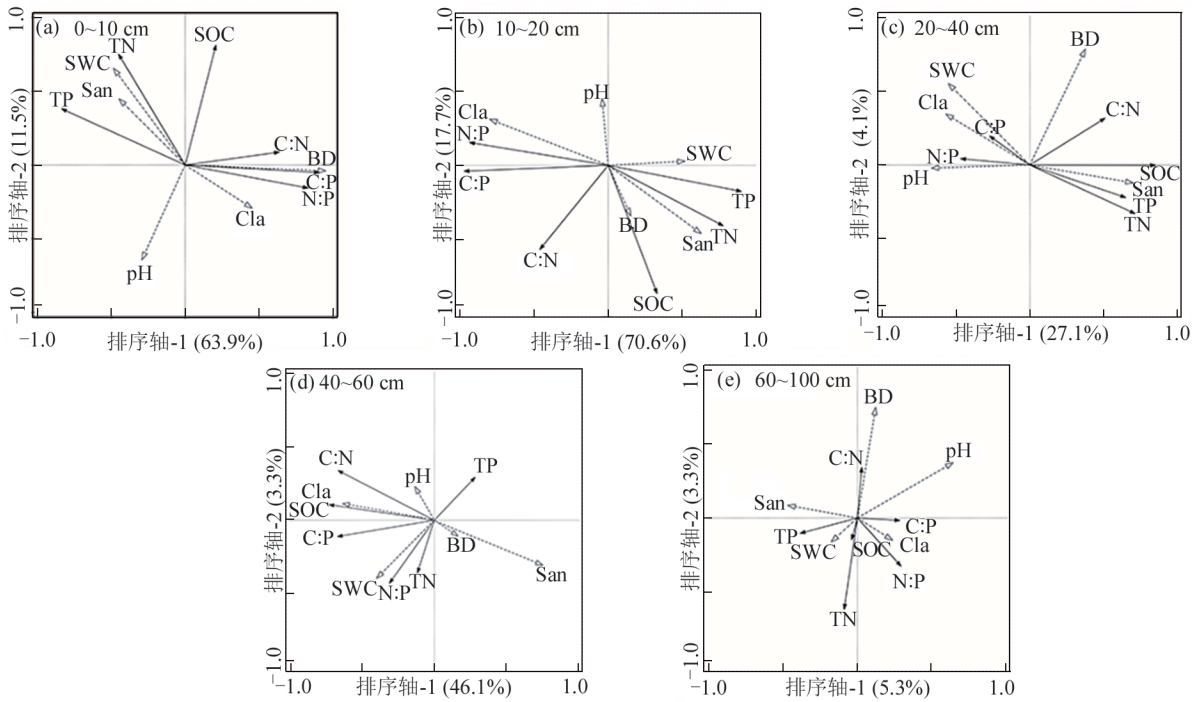 (a) 0~10 cm
1.0
TN
SOC
SWC
San
TP
C:N
BD
C:P
N:P
Cla
pH
排序轴-2 (11.5%)
−1.0
排序轴-1 (63.9%)
1.0
(b) 10~20 cm
1.0
pH
Cla
N:P
SWC
C:P
TP
BD
San
TN
C:N
SOC
排序轴-2 (17.7%)
−1.0
−1.0
排序轴-1 (70.6%)
1.0
(c) 20~40 cm
1.0
BD
SWC
Cla
C:N
C:P
N:P
SOC
pH
San
TP
TN
排序轴-2 (4.1%)
−1.0
−1.0
排序轴-1 (27.1%)
1.0
(d) 40~60 cm
1.0
C:N
TP
pH
Cla
SOC
C:P
BD
San
SWC
N:P
TN
排序轴-2 (3.3%)
−1.0
−1.0
排序轴-1 (46.1%)
1.0
(e) 60~100 cm
1.0
BD
C:N
pH
San
C:P
TP
SWC
SOC
Cla
N:P
TN
排序轴-2 (3.3%)
−1.0
−1.0
排序轴-1 (5.3%)
1.0